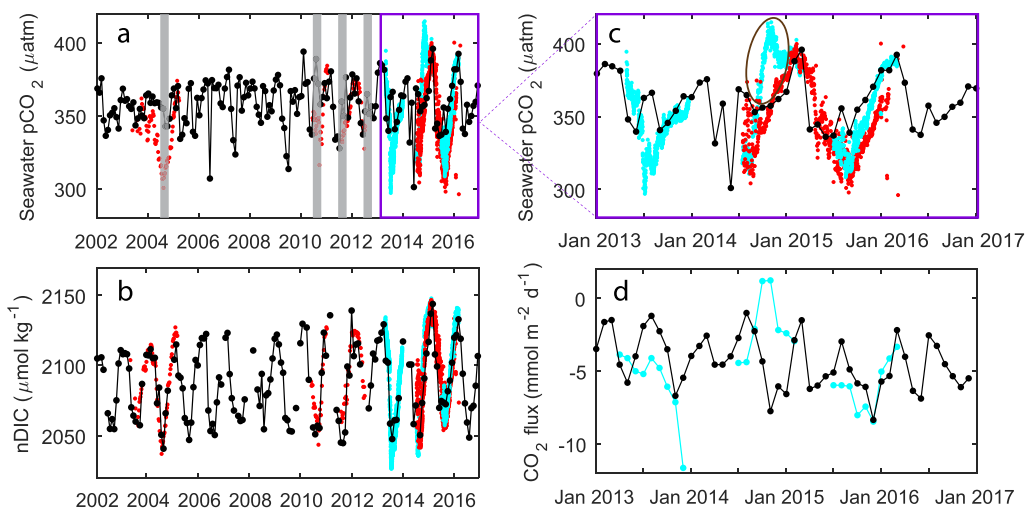 a
Seawater pCO2 (μatm)
400
350
300
2002 2004 2006 2008 2010 2012 2014 2016
c
Seawater pCO2 (μatm)
400
350
300
Jan 2013 Jan 2014 Jan 2015 Jan 2016 Jan 2017
b
nDIC (μmol kg-1)
2150
2100
2050
2002 2004 2006 2008 2010 2012 2014 2016
d
CO2 flux (mmol m-2 d-1)
0
-5
-10
Jan 2013 Jan 2014 Jan 2015 Jan 2016 Jan 2017